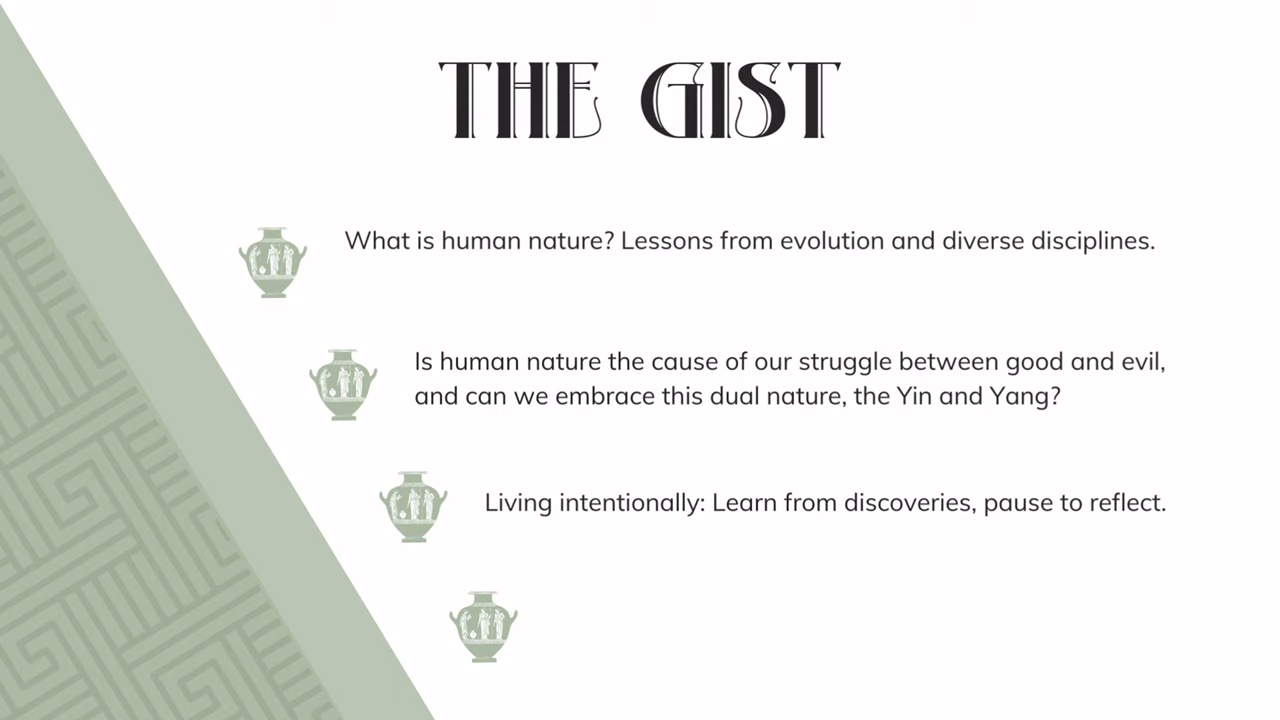 THE GIST
What is human nature? Lessons from evolution and diverse disciplines.
Is human nature the cause of our struggle between good and evil,
and can we embrace this dual nature, the Yin and Yang?
Living intentionally: Learn from discoveries, pause to reflect.